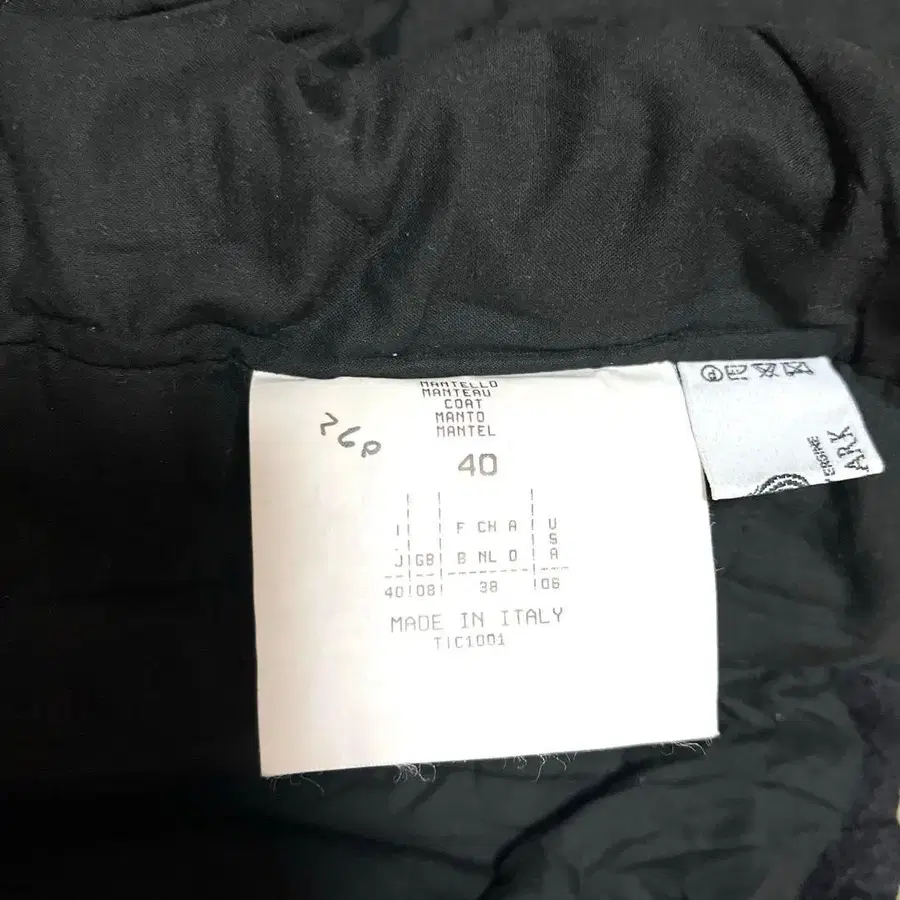 MANTELLO
MANTEAU
COAT
MANTO
MANTEL
26P
40
I F CH A U
S
J GB B NL D A
40 08 38 06
MADE IN ITALY
TIC1001
ERGINE
ARK